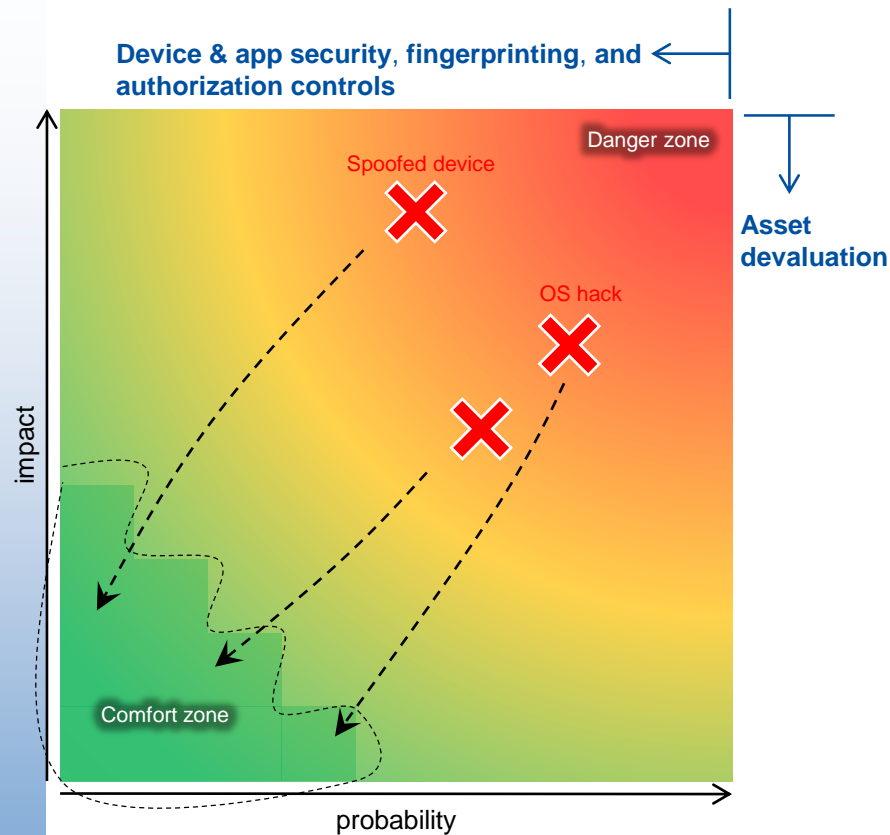 Device & app security, fingerprinting, and
authorization controls
Danger zone
Spoofed device
Asset
devaluation
OS hack
impact
Comfort zone
probability